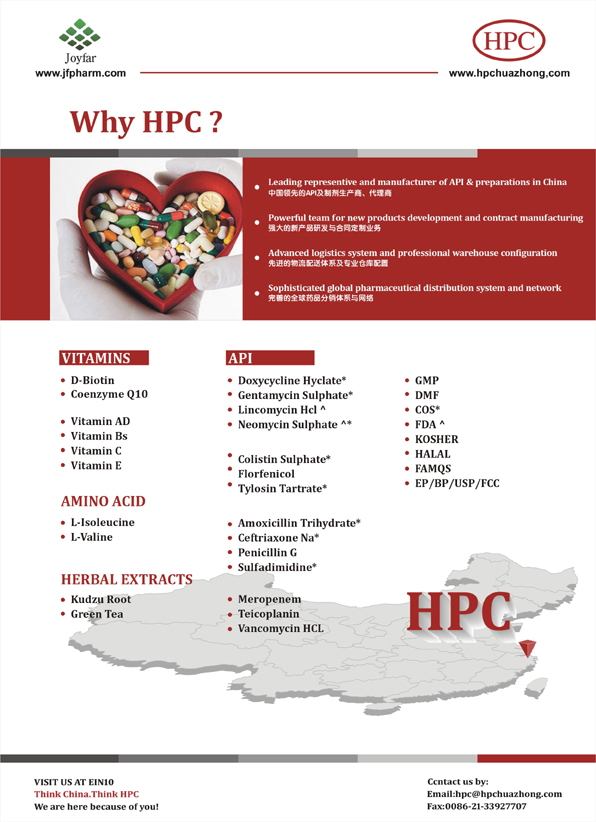 Joyfar
www.jfpharm.com
HPC
www.hpchuazhong.com
Why HPC ?
Leading representive and manufacturer of API & preparations in China
中国领先的API及制剂生产商、代理商
Powerful team for new products development and contract manufacturing
强大的新产品研发与合同定制业务
Advanced logistics system and professional warehouse configuration
先进的物流配送体系及专业仓库配置
Sophisticated global pharmaceutical distribution system and network
完善的全球药品分销体系与网络
VITAMINS
D-Biotin
Coenzyme Q10
Vitamin AD
Vitamin Bs
Vitamin C
Vitamin E
AMINO ACID
L-Isoleucine
L-Valine
HERBAL EXTRACTS
Kudzu Root
Green Tea
API
Doxycycline Hyclate*
Gentamycin Sulphate*
Lincomycin Hcl ^
Neomycin Sulphate ^*
Colistin Sulphate*
Florfenicol
Tylosin Tartrate*
Amoxicillin Trihydrate*
Ceftriaxone Na*
Penicillin G
Sulfadimidine*
Meropenem
Teicoplanin
Vancomycin HCL
GMP
DMF
COS*
FDA ^
KOSHER
HALAL
FAMQS
EP/BP/USP/FCC
HPC
VISIT US AT EIN10
Think China.Think HPC
We are here because of you!
Ccntact us by:
Email:hpc@hpchuazhong.com
Fax:0086-21-33927707